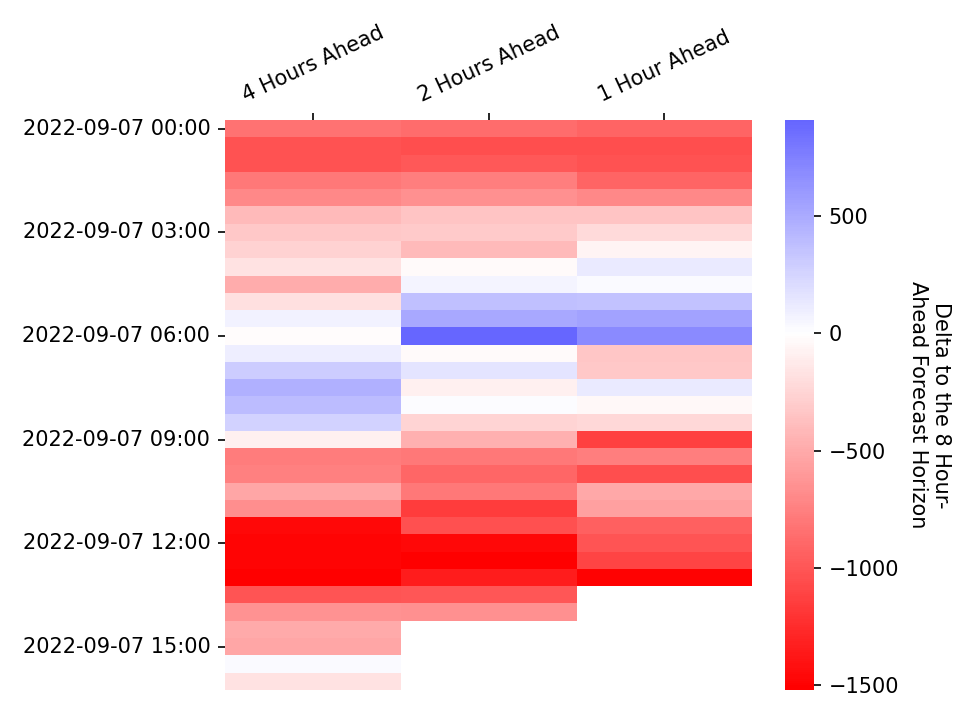 4 Hours Ahead
2 Hours Ahead
1 Hour Ahead
2022-09-07 00:00
2022-09-07 03:00
2022-09-07 06:00
2022-09-07 09:00
2022-09-07 12:00
2022-09-07 15:00
500
0
−500
−1000
−1500
Delta to the 8 Hour-
Ahead Forecast Horizon